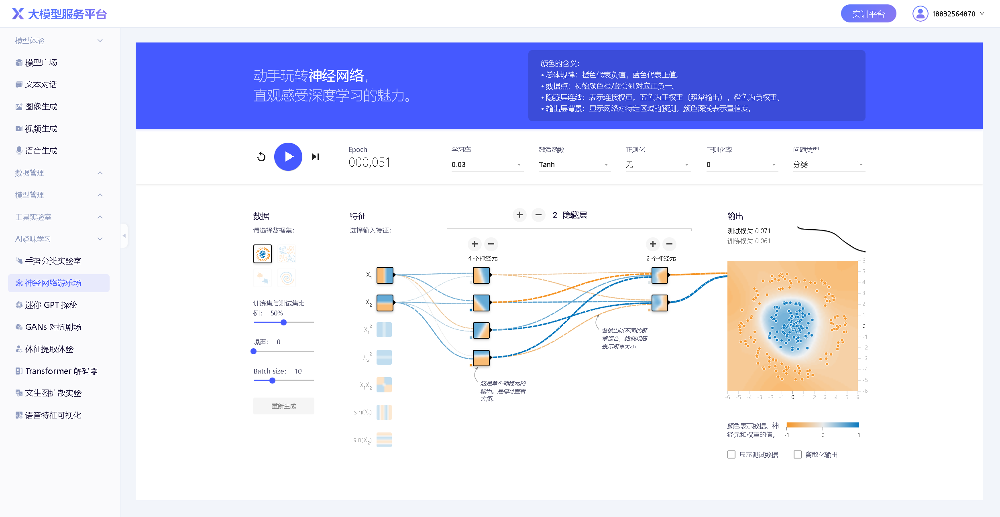 大模型服务平台
实训平台
18832564870
模型体验
模型广场
文本对话
图像生成
视频生成
语音生成
数据管理
模型管理
工具实验室
AI趣味学习
手势分类实验室
神经网络游乐场
迷你 GPT 探秘
GANs 对抗剧场
体征提取体验
Transformer 解码器
文生图扩散实验
语音特征可视化
动手玩转神经网络，
直观感受深度学习的魅力。
颜色的含义：
• 总体规律：橙色代表负值，蓝色代表正值。
• 数据点：初始颜色橙/蓝分别对应正负一。
• 隐藏层连线：表示连接权重。蓝色为正权重（照常输出），橙色为负权重。
• 输出层背景：显示网络对特定区域的预测，颜色深浅表示置信度。
Epoch
000,051
学习率
0.03
激活函数
Tanh
正则化
无
正则化率
0
问题类型
分类
数据
请选择数据集：
训练集与测试集比
例： 50%
噪声： 0
Batch size： 10
重新生成
特征
选择输入特征：
X1
X2
X1²
X2²
X1X2
sin(X1)
sin(X2)
2 隐藏层
4 个神经元
2 个神经元
这是单个神经元的
输出。悬停可查看
大图。
各输出以不同的权
重混合，线条粗细
表示权重大小。
输出
测试损失 0.071
训练损失 0.061
6
5
4
3
2
1
0
-1
-2
-3
-4
-5
-6
-6 -5 -4 -3 -2 -1 0 1 2 3 4 5 6
颜色表示数据、神
经元和权重的值。
-1 0 1
显示测试数据
离散化输出